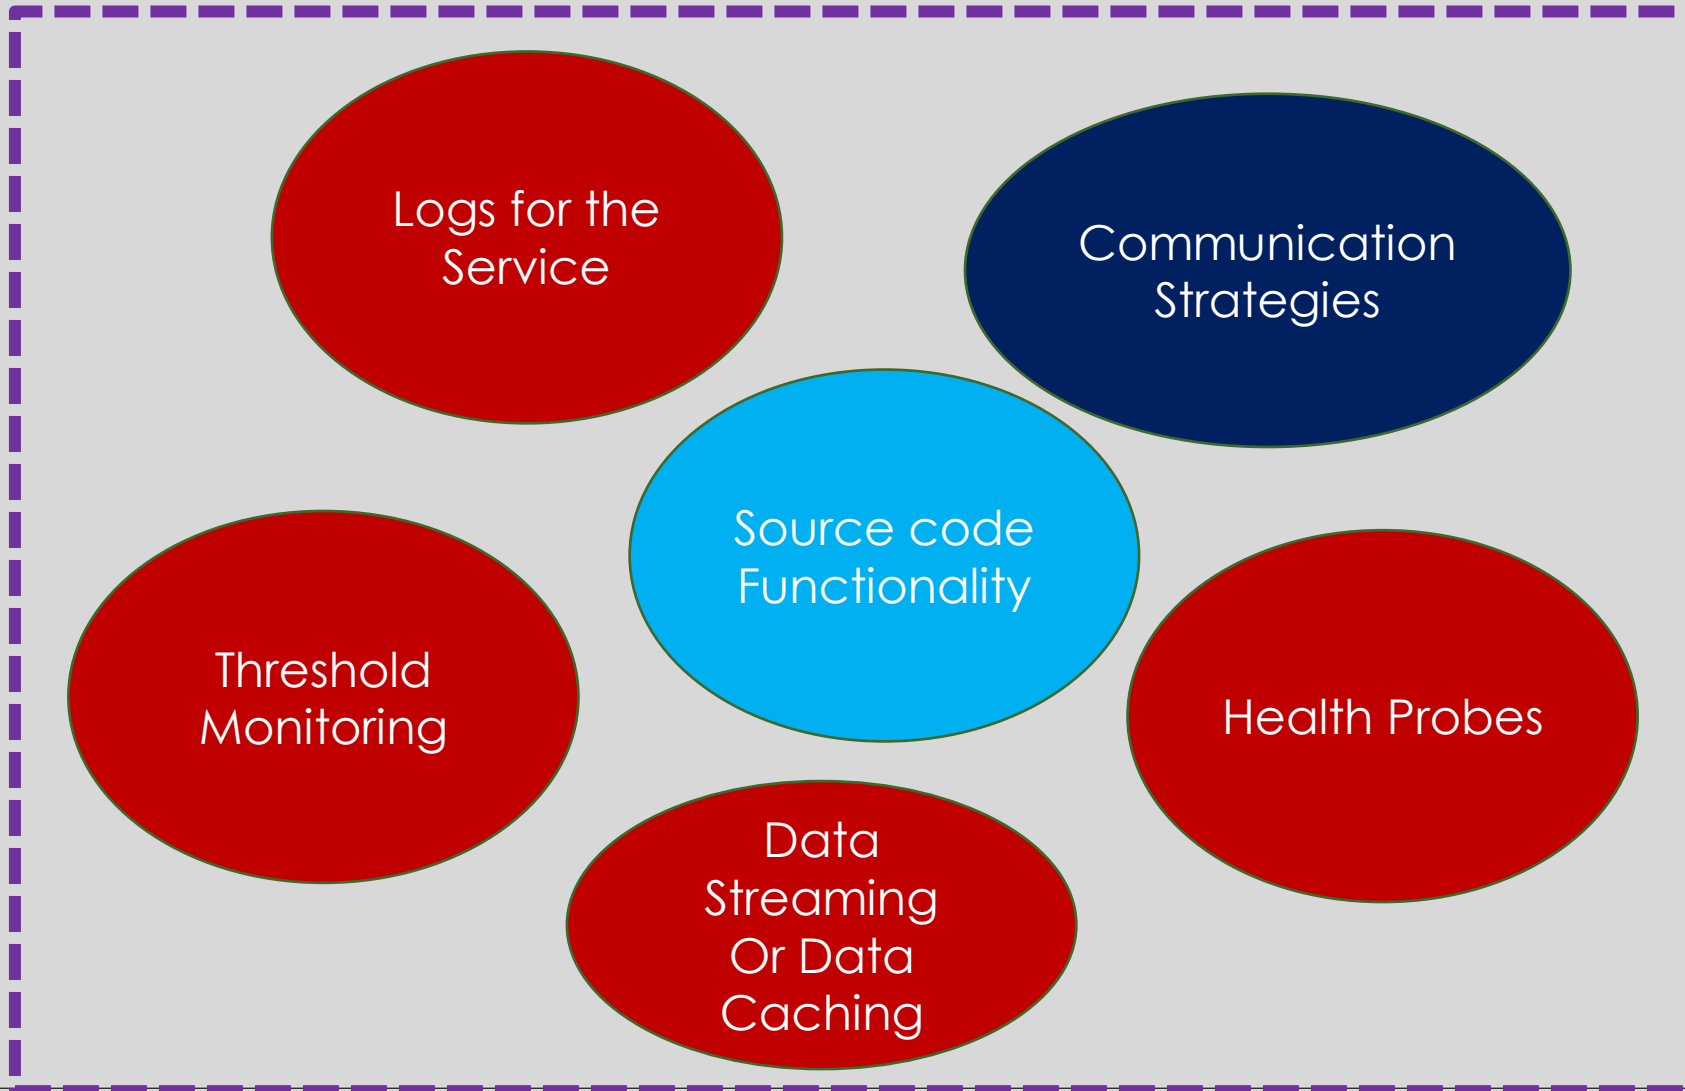 Logs for the
Service
Communication
Strategies
Source code
Functionality
Threshold
Monitoring
Health Probes
Data
Streaming
Or Data
Caching